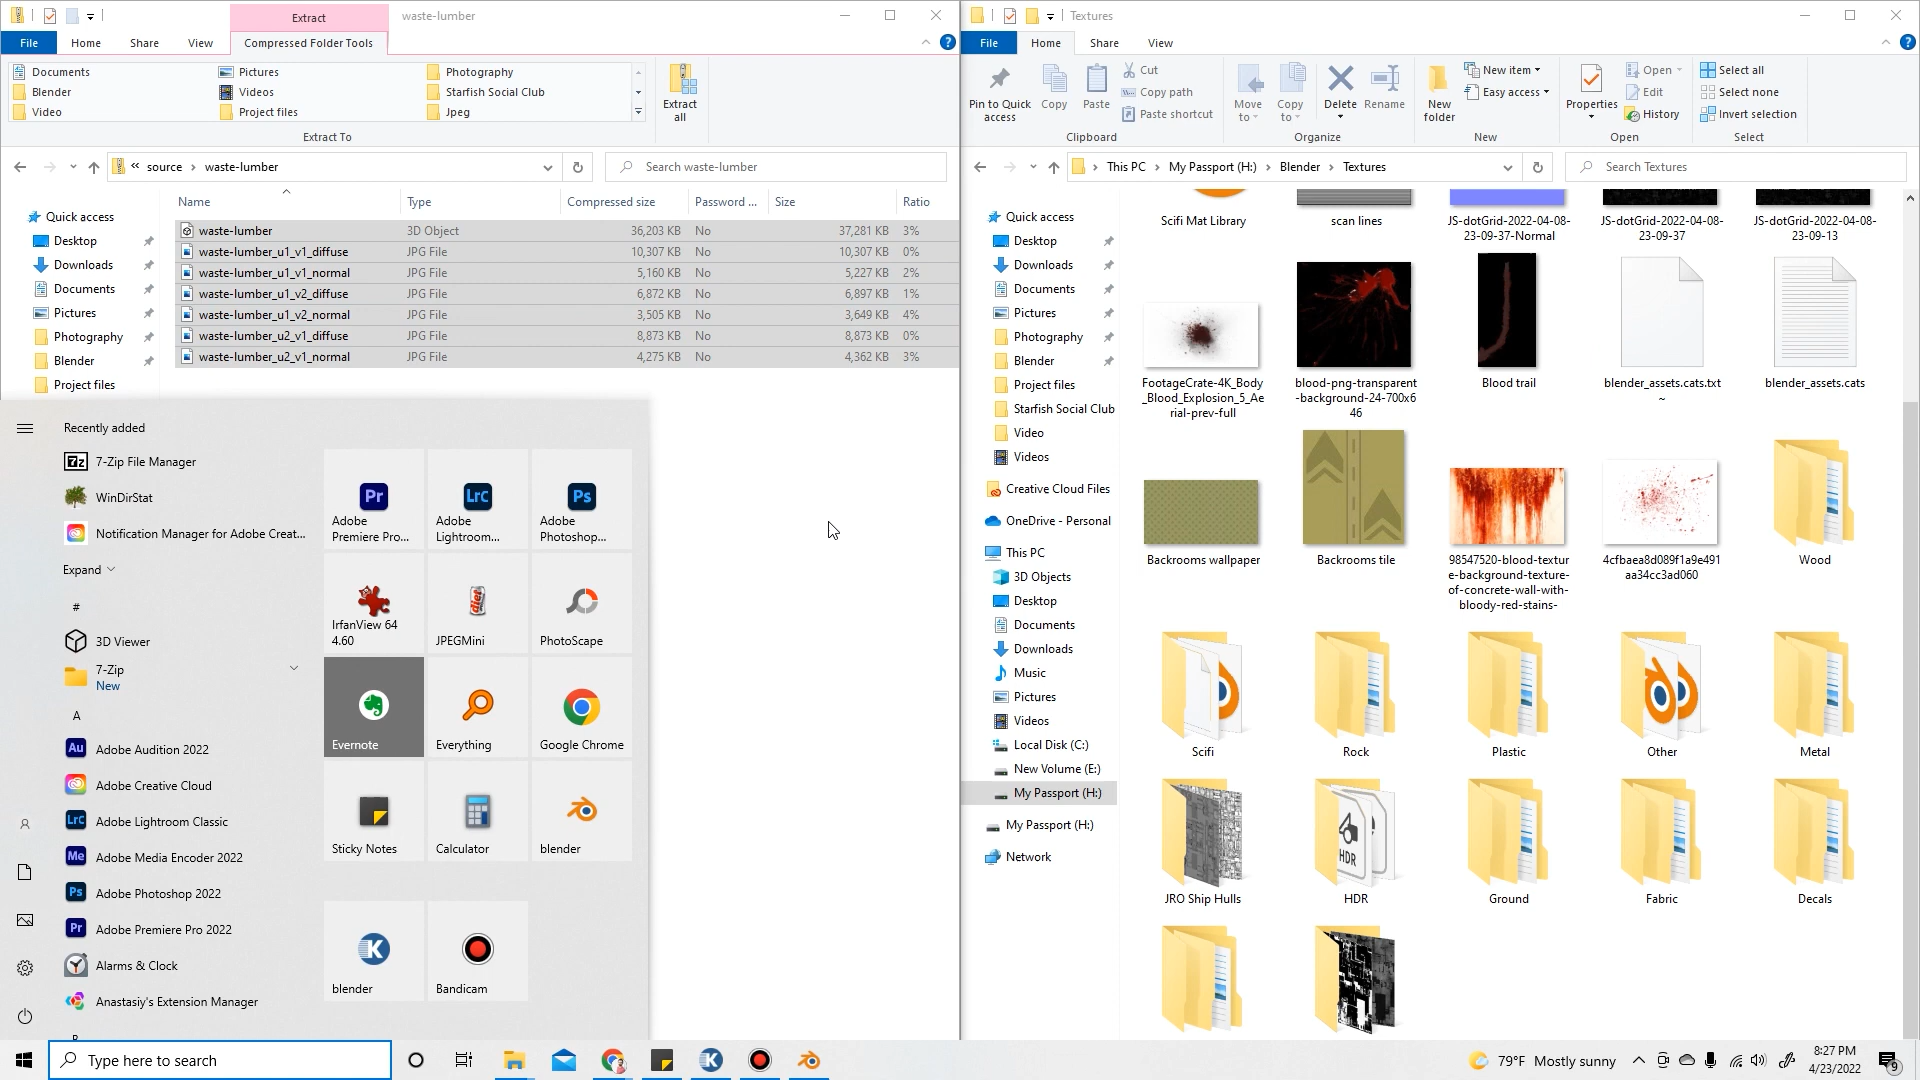 Extract
waste-lumber
File
Home
Share
View
Compressed Folder Tools
Documents
Pictures
Photography
Blender
Videos
Starfish Social Club
Video
Project files
Jpeg
Extract
all
Extract To
« source › waste-lumber
Search waste-lumber
Name
Type
Compressed size
Password ...
Size
Ratio
waste-lumber 3D Object 36,203 KB No 37,281 KB 3%
waste-lumber_u1_v1_diffuse JPG File 10,307 KB No 10,307 KB 0%
waste-lumber_u1_v1_normal JPG File 5,160 KB No 5,227 KB 2%
waste-lumber_u1_v2_diffuse JPG File 6,872 KB No 6,897 KB 1%
waste-lumber_u1_v2_normal JPG File 3,505 KB No 3,649 KB 4%
waste-lumber_u2_v1_diffuse JPG File 8,873 KB No 8,873 KB 0%
waste-lumber_u2_v1_normal JPG File 4,275 KB No 4,362 KB 3%
Quick access
Desktop
Downloads
Documents
Pictures
Photography
Blender
Project files
Recently added
7-Zip File Manager
WinDirStat
Notification Manager for Adobe Creat...
Expand
#
3D Viewer
7-Zip
New
A
Adobe Audition 2022
Adobe Creative Cloud
Adobe Lightroom Classic
Adobe Media Encoder 2022
Adobe Photoshop 2022
Adobe Premiere Pro 2022
Alarms & Clock
Anastasiy's Extension Manager
Adobe
Premiere Pro...
Adobe
Lightroom...
Adobe
Photoshop...
IrfanView 64
4.60
JPEGMini
PhotoScape
Evernote
Everything
Google Chrome
Sticky Notes
Calculator
blender
blender
Bandicam
Textures
File
Home
Share
View
Pin to Quick
access
Copy
Paste
Cut
Copy path
Paste shortcut
Clipboard
Move
to
Copy
to
Delete
Rename
Organize
New
folder
New item
Easy access
New
Properties
Open
Edit
History
Open
Select all
Select none
Invert selection
Select
› This PC › My Passport (H:) › Blender › Textures
Search Textures
Quick access
Desktop
Downloads
Documents
Pictures
Photography
Blender
Project files
Starfish Social Club
Video
Videos
Creative Cloud Files
OneDrive - Personal
This PC
3D Objects
Desktop
Documents
Downloads
Music
Pictures
Videos
Local Disk (C:)
New Volume (E:)
My Passport (H:)
My Passport (H:)
Network
Scifi Mat Library
scan lines
JS-dotGrid-2022-04-08-
23-09-37-Normal
JS-dotGrid-2022-04-08-
23-09-37
JS-dotGrid-2022-04-08-
23-09-13
FootageCrate-4K_Body
_Blood_Explosion_5_Ae
rial-prev-full
blood-png-transparent
-background-24-700x6
46
Blood trail
blender_assets.cats.txt
~
blender_assets.cats
Backrooms wallpaper
Backrooms tile
98547520-blood-textur
e-background-texture-
of-concrete-wall-with-
bloody-red-stains-
4cfbaea8d089f1a9e491
aa34cc3ad060
Wood
Scifi
Rock
Plastic
Other
Metal
JRO Ship Hulls
HDR
HDR
Ground
Fabric
Decals
Type here to search
79°F Mostly sunny
8:27 PM
4/23/2022
9